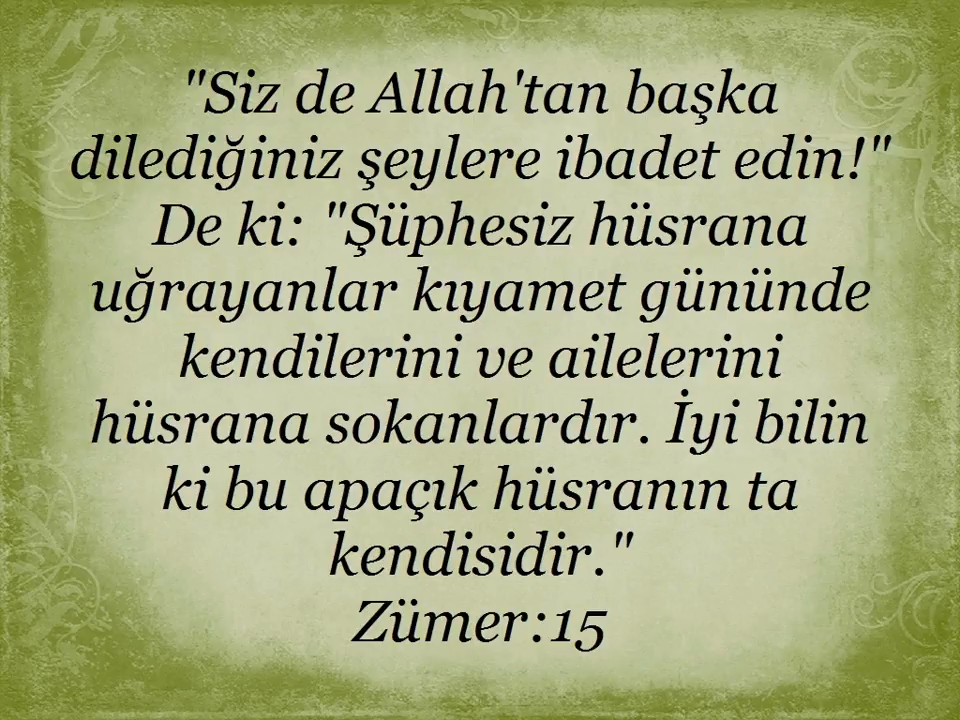 "Siz de Allah'tan başka
dilediğiniz şeylere ibadet edin!"
De ki: "Şüphesiz hüsrana
uğrayanlar kıyamet gününde
kendilerini ve ailelerini
hüsrana sokanlardır. İyi bilin
ki bu apaçık hüsranın ta
kendisidir."
Zümer:15